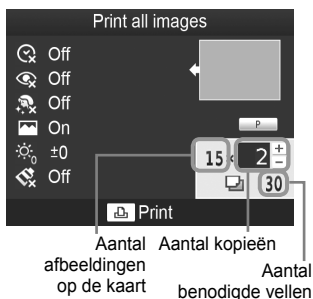 Print all images
Off
Off
Off
On
P
±0
15 2 + −
Off
30
Print
Aantal afbeeldingen op de kaart
Aantal kopieën
Aantal benodigde vellen